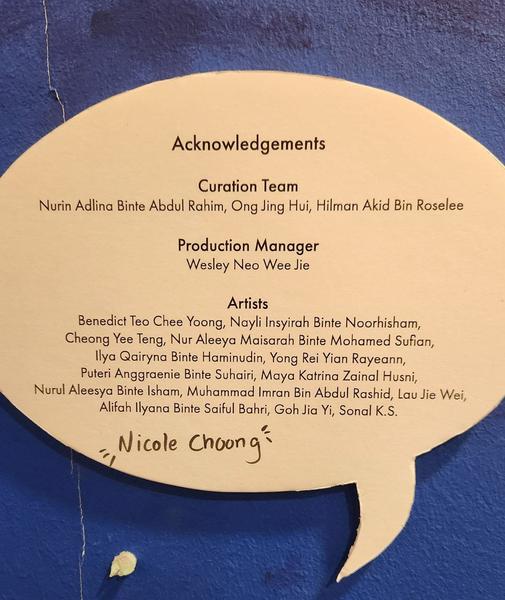 Acknowledgements
Curation Team
Nurin Adlina Binte Abdul Rahim, Ong Jing Hui, Hilman Akid Bin Roselee
Production Manager
Wesley Neo Wee Jie
Artists
Benedict Teo Chee Yoong, Nayli Insyirah Binte Noorhisham,
Cheong Yee Teng, Nur Aleeya Maisarah Binte Mohamed Sufian,
Ilya Qairyna Binte Haminudin, Yong Rei Yian Rayeann,
Puteri Anggraenie Binte Suhairi, Maya Katrina Zainal Husni,
Nurul Aleesya Binte Isham, Muhammad Imran Bin Abdul Rashid, Lau Jie Wei,
Alifah Ilyana Binte Saiful Bahri, Goh Jia Yi, Sonal K.S.
Nicole Choong